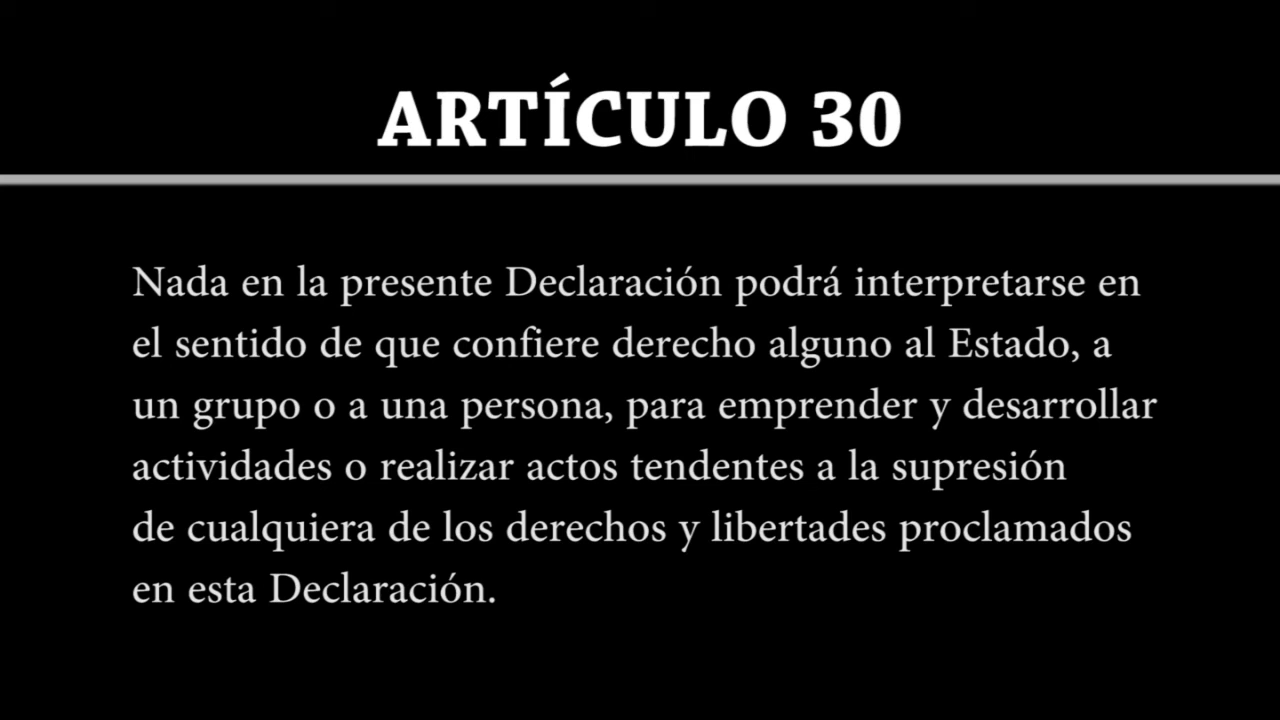 ARTÍCULO 30
Nada en la presente Declaración podrá interpretarse en
el sentido de que confiere derecho alguno al Estado, a
un grupo o a una persona, para emprender y desarrollar
actividades o realizar actos tendentes a la supresión
de cualquiera de los derechos y libertades proclamados
en esta Declaración.